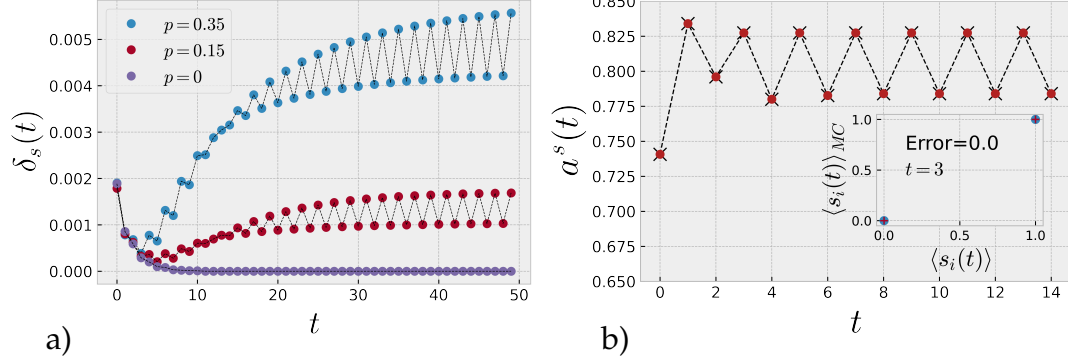 p = 0.35
p = 0.15
p = 0
0.005
0.004
0.003
0.002
0.001
0.000
δ_s(t)
0 10 20 30 40 50
t
a)
0.850
0.825
0.800
0.775
0.750
0.725
0.700
0.675
0.650
a^s(t)
0 2 4 6 8 10 12 14
t
b)
1.0
0.5
0.0
⟨s_i(t)⟩_MC
Error=0.0
t = 3
0.0 0.5 1.0
⟨s_i(t)⟩